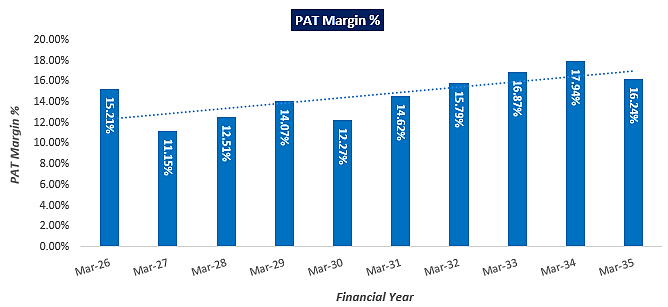 PAT Margin %
20.00%
18.00%
16.00%
14.00%
12.00%
10.00%
8.00%
6.00%
4.00%
2.00%
0.00%
PAT Margin %
15.21%
11.15%
12.51%
14.07%
12.27%
14.62%
15.79%
16.87%
17.94%
16.24%
Mar-26
Mar-27
Mar-28
Mar-29
Mar-30
Mar-31
Mar-32
Mar-33
Mar-34
Mar-35
Financial Year